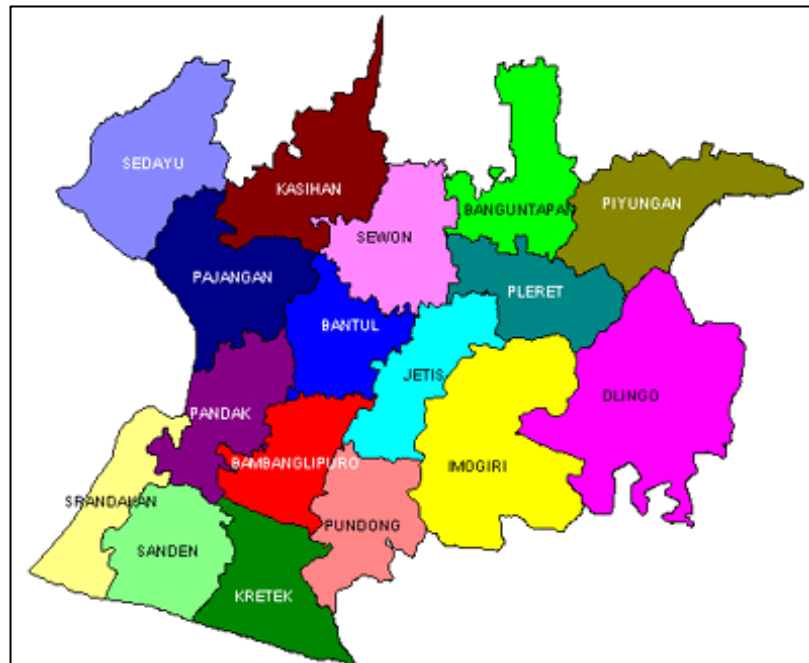 SEDAYU
KASIHAN
BANGUNTAPAN
PIYUNGAN
SEWON
PAJANGAN
PLERET
BANTUL
JETIS
DLINGO
PANDAK
BAMBANGLIPURO
IMOGIRI
SRANDAKAN
PUNDONG
SANDEN
KRETEK